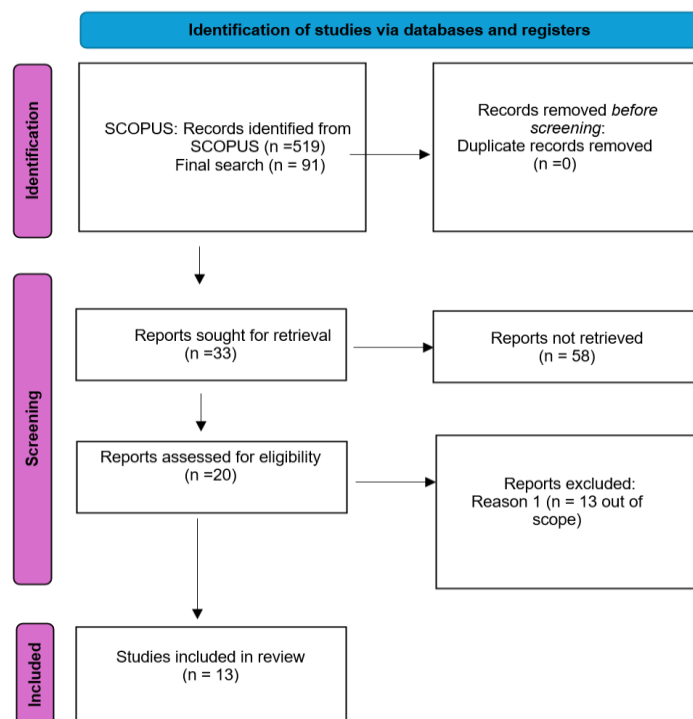 Identification of studies via databases and registers
Identification
SCOPUS: Records identified from
SCOPUS (n =519)
Final search (n = 91)
Records removed before
screening:
Duplicate records removed
(n =0)
Screening
Reports sought for retrieval
(n =33)
Reports not retrieved
(n = 58)
Reports assessed for eligibility
(n =20)
Reports excluded:
Reason 1 (n = 13 out of
scope)
Included
Studies included in review
(n = 13)